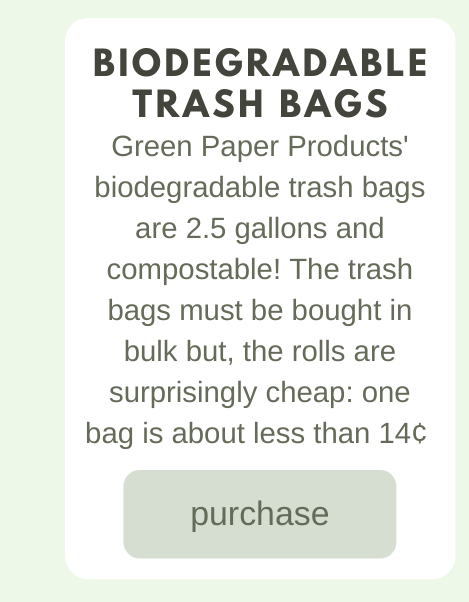 BIODEGRADABLE
TRASH BAGS
Green Paper Products'
biodegradable trash bags
are 2.5 gallons and
compostable! The trash
bags must be bought in
bulk but, the rolls are
surprisingly cheap: one
bag is about less than 14¢
purchase